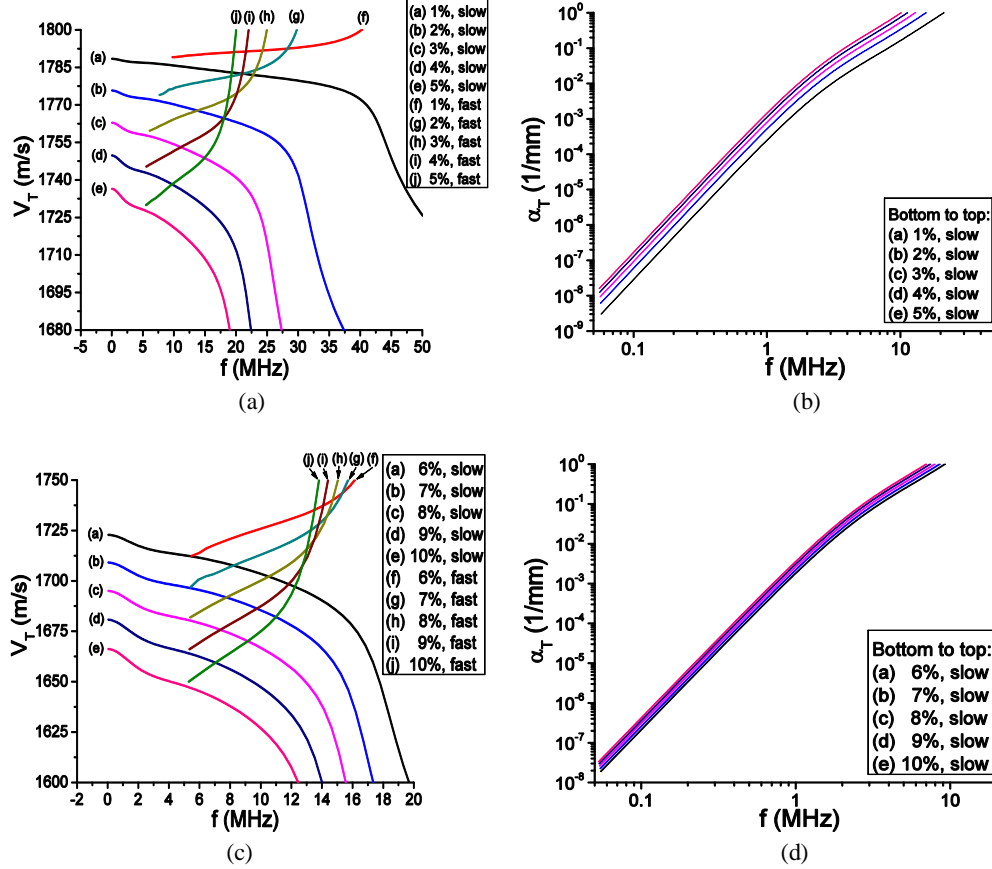 (j) (i) (h) (g) (f)
1800
1785
1770
1755
1740
1725
1710
1695
1680
V_T (m/s)
(a)
(b)
(c)
(d)
(e)
-5 0 5 10 15 20 25 30 35 40 45 50
f (MHz)
(a) 1%, slow
(b) 2%, slow
(c) 3%, slow
(d) 4%, slow
(e) 5%, slow
(f) 1%, fast
(g) 2%, fast
(h) 3%, fast
(i) 4%, fast
(j) 5%, fast
(a)
10^0
10^-1
10^-2
10^-3
10^-4
10^-5
10^-6
10^-7
10^-8
10^-9
α_T (1/mm)
0.1 1 10
f (MHz)
Bottom to top:
(a) 1%, slow
(b) 2%, slow
(c) 3%, slow
(d) 4%, slow
(e) 5%, slow
(b)
(j) (i) (h) (g) (f)
1750
1725
1700
1675
1650
1625
1600
V_T (m/s)
(a)
(b)
(c)
(d)
(e)
-2 0 2 4 6 8 10 12 14 16 18 20
f (MHz)
(a) 6%, slow
(b) 7%, slow
(c) 8%, slow
(d) 9%, slow
(e) 10%, slow
(f) 6%, fast
(g) 7%, fast
(h) 8%, fast
(i) 9%, fast
(j) 10%, fast
(c)
10^0
10^-1
10^-2
10^-3
10^-4
10^-5
10^-6
10^-7
10^-8
α_T (1/mm)
0.1 1 10
f (MHz)
Bottom to top:
(a) 6%, slow
(b) 7%, slow
(c) 8%, slow
(d) 9%, slow
(e) 10%, slow
(d)